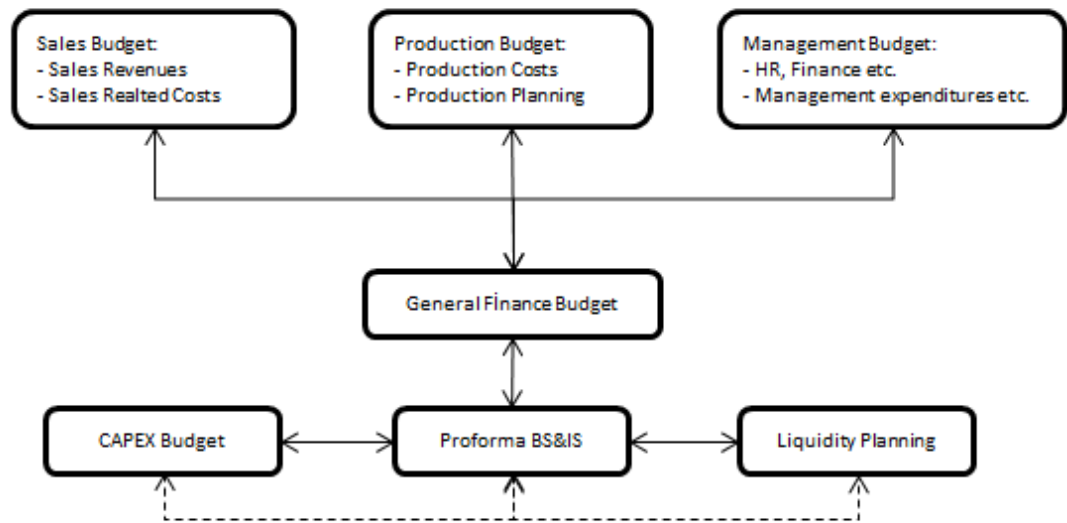 Sales Budget:
- Sales Revenues
- Sales Realted Costs
Production Budget:
- Production Costs
- Production Planning
Management Budget:
- HR, Finance etc.
- Management expenditures etc.
General Fİnance Budget
CAPEX Budget
Proforma BS&IS
Liquidity Planning